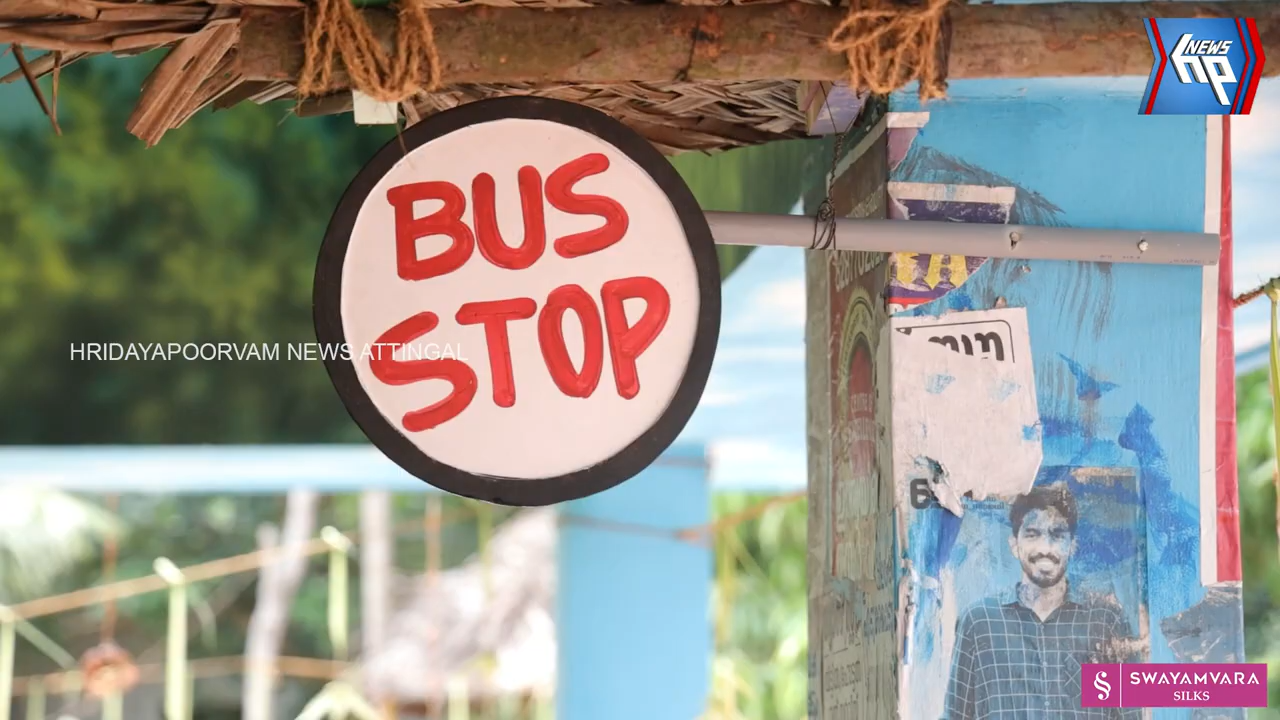 NEWS
hp
BUS
STOP
HRIDAYAPOORVAM NEWS ATTINGAL
SWAYAMVARA
SILKS